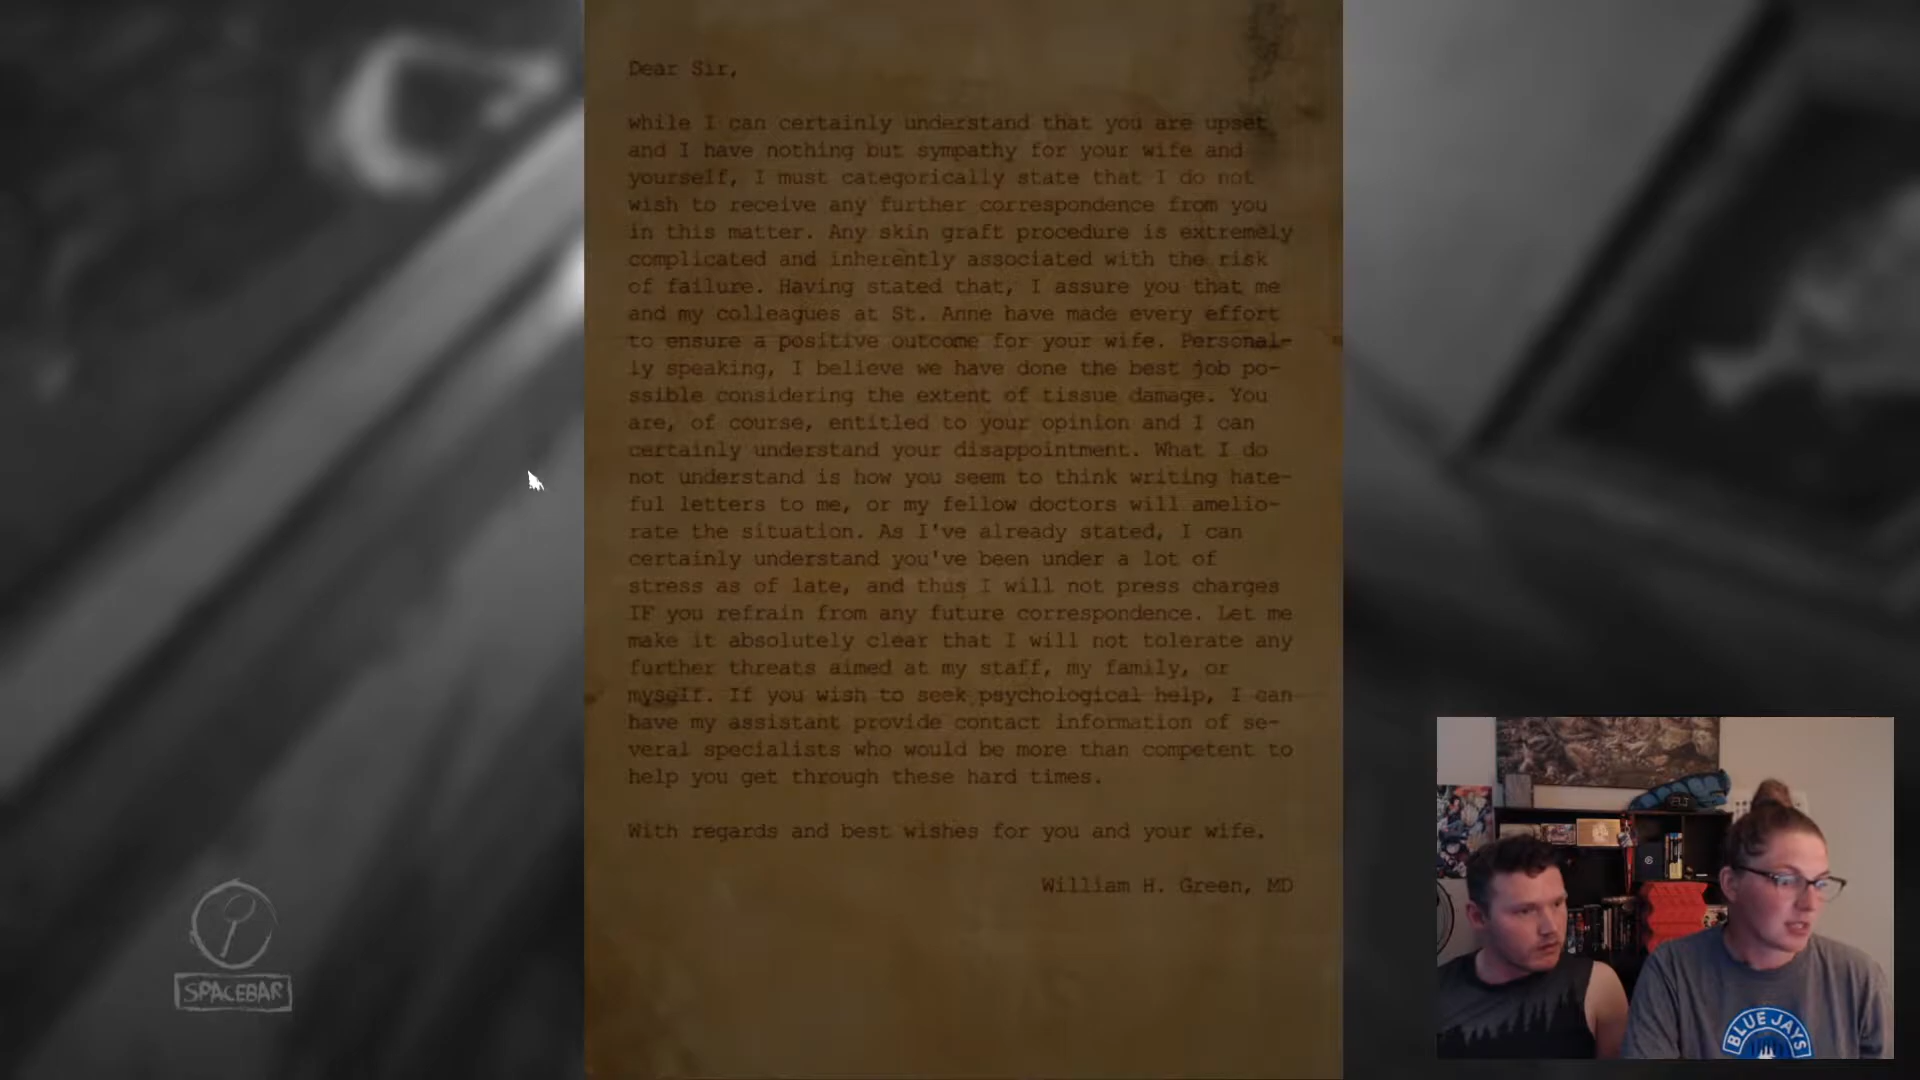 Dear Sir,
while I can certainly understand that you are upset
and I have nothing but sympathy for your wife and
yourself, I must categorically state that I do not
wish to receive any further correspondence from you
in this matter. Any skin graft procedure is extremely
complicated and inherently associated with the risk
of failure. Having stated that, I assure you that me
and my colleagues at St. Anne have made every effort
to ensure a positive outcome for your wife. Personal-
ly speaking, I believe we have done the best job po-
ssible considering the extent of tissue damage. You
are, of course, entitled to your opinion and I can
certainly understand your disappointment. What I do
not understand is how you seem to think writing hate-
ful letters to me, or my fellow doctors will amelio-
rate the situation. As I've already stated, I can
certainly understand you've been under a lot of
stress as of late, and thus I will not press charges
IF you refrain from any future correspondence. Let me
make it absolutely clear that I will not tolerate any
further threats aimed at my staff, my family, or
myself. If you wish to seek psychological help, I can
have my assistant provide contact information of se-
veral specialists who would be more than competent to
help you get through these hard times.
With regards and best wishes for you and your wife.
William H. Green, MD
SPACEBAR
BLUE JAYS